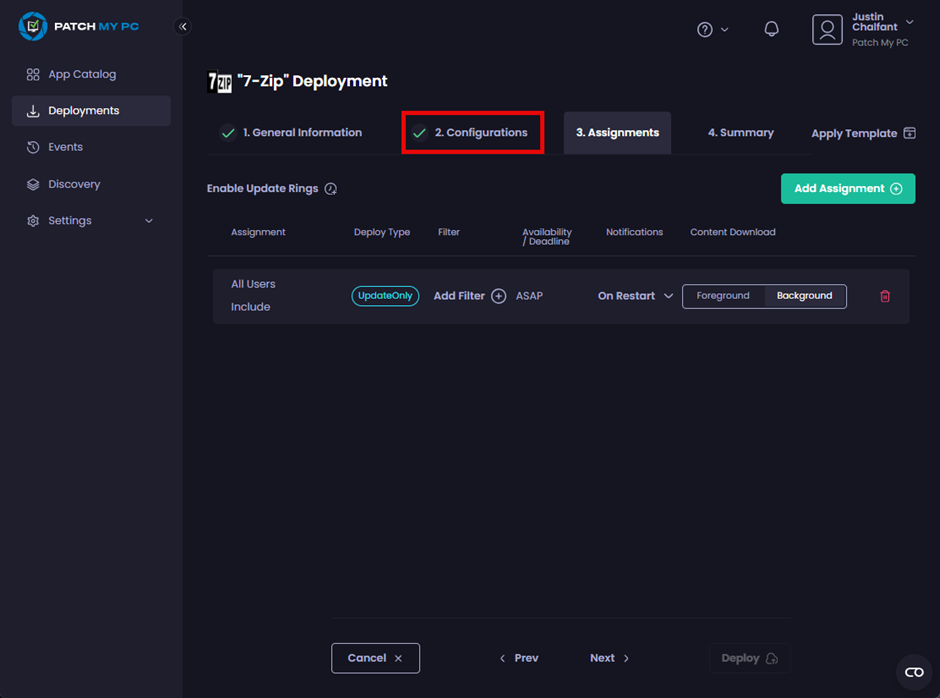 PATCH MY PC
Justin
Chalfant
Patch My PC
App Catalog
Deployments
Events
Discovery
Settings
7ZIP "7-Zip" Deployment
1. General Information
2. Configurations
3. Assignments
4. Summary
Apply Template
Enable Update Rings
Add Assignment
Assignment
Deploy Type
Filter
Availability
/ Deadline
Notifications
Content Download
All Users
Include
UpdateOnly
Add Filter
ASAP
On Restart
Foreground
Background
Cancel
Prev
Next
Deploy